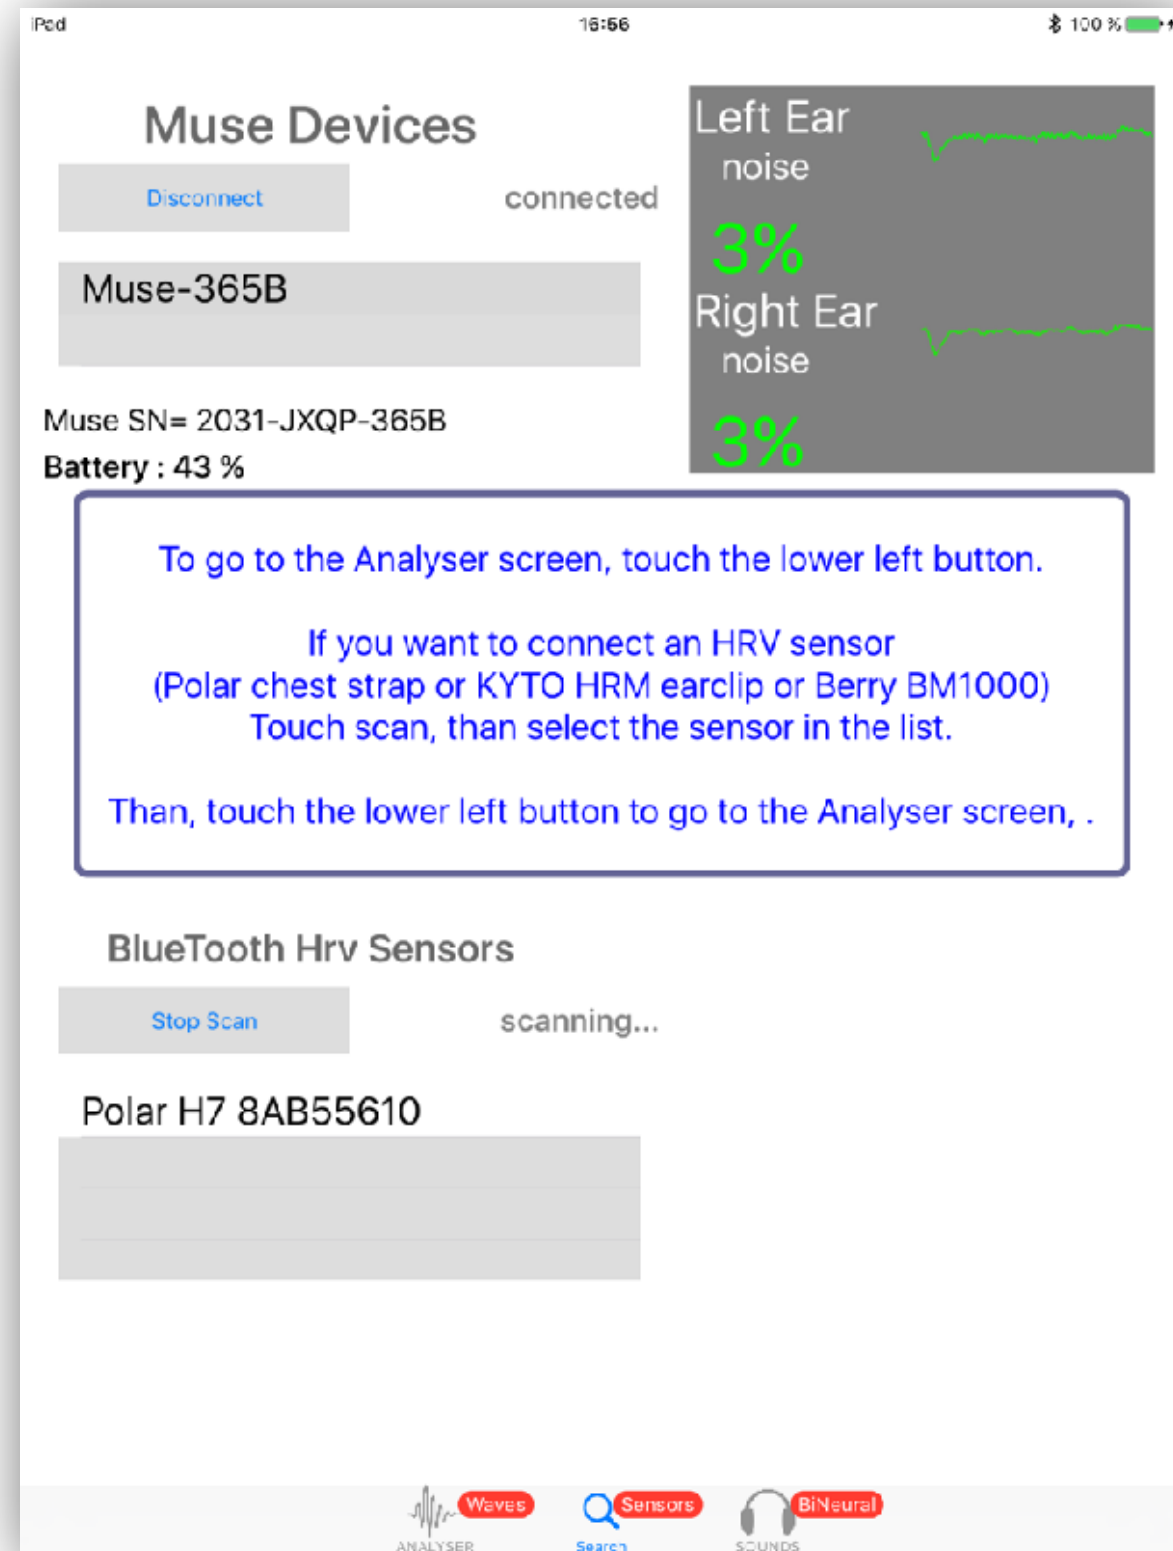 iPad 16:56 100 %
Muse Devices
Disconnect connected
Muse-365B
Left Ear
noise
3%
Right Ear
noise
3%
Muse SN= 2031-JXQP-365B
Battery : 43 %
To go to the Analyser screen, touch the lower left button.
If you want to connect an HRV sensor
(Polar chest strap or KYTO HRM earclip or Berry BM1000)
Touch scan, than select the sensor in the list.
Than, touch the lower left button to go to the Analyser screen, .
BlueTooth Hrv Sensors
Stop Scan scanning...
Polar H7 8AB55610
Waves Sensors BiNeural
ANALYSER Search SOUNDS